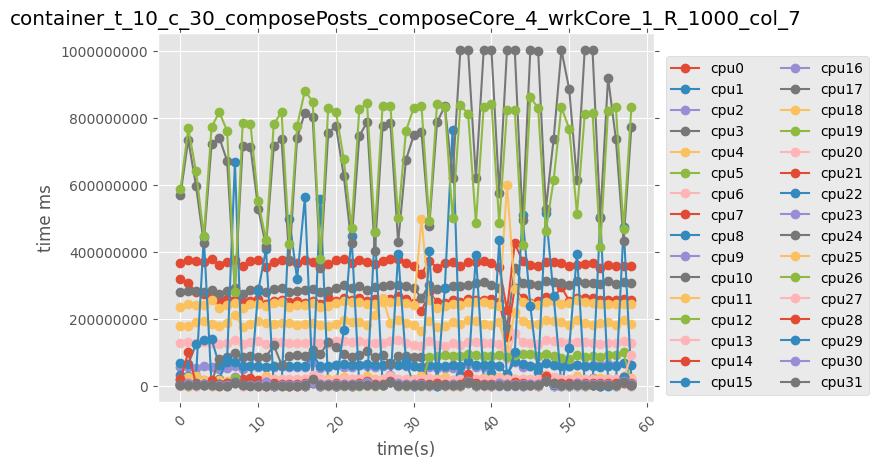 container_t_10_c_30_composePosts_composeCore_4_wrkCore_1_R_1000_col_7
1000000000
800000000
600000000
400000000
200000000
0
time ms
0
10
20
30
40
50
60
time(s)
cpu0
cpu1
cpu2
cpu3
cpu4
cpu5
cpu6
cpu7
cpu8
cpu9
cpu10
cpu11
cpu12
cpu13
cpu14
cpu15
cpu16
cpu17
cpu18
cpu19
cpu20
cpu21
cpu22
cpu23
cpu24
cpu25
cpu26
cpu27
cpu28
cpu29
cpu30
cpu31